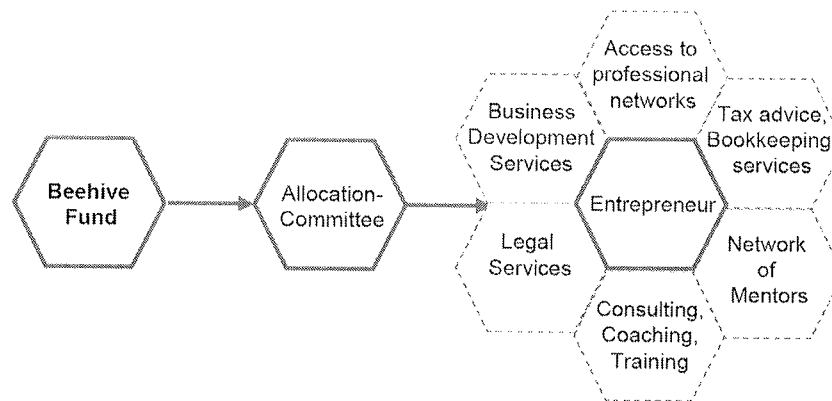 Beehive
Fund
Allocation-
Committee
Access to
professional
networks
Business
Development
Services
Tax advice,
Bookkeeping
services
Entrepreneur
Legal
Services
Network
of
Mentors
Consulting,
Coaching,
Training